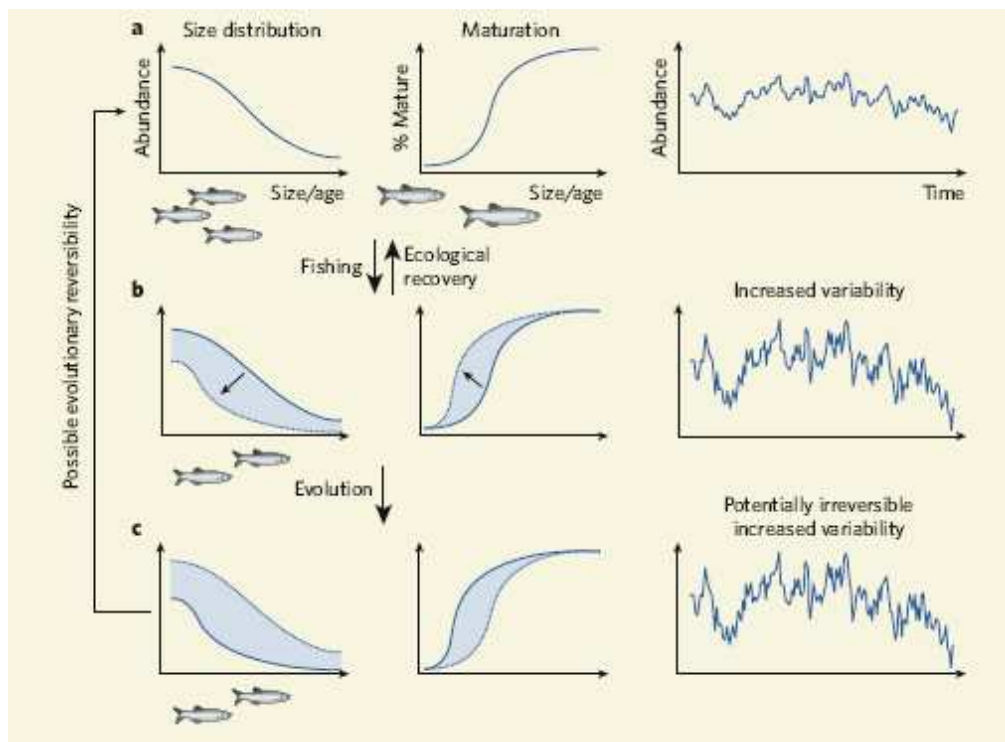 a
Size distribution
Maturation
Abundance
% Mature
Abundance
Size/age
Size/age
Time
Possible evolutionary reversibility
Fishing
Ecological
recovery
b
Increased variability
Evolution
c
Potentially irreversible
increased variability